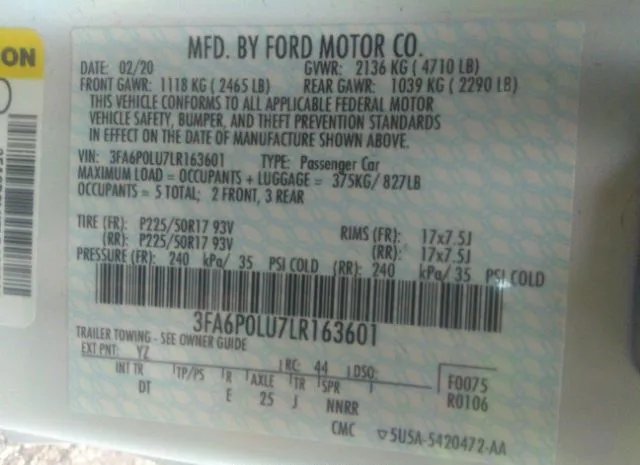 ON
MFD. BY FORD MOTOR CO.
DATE: 02/20 GVWR: 2136 KG ( 4710 LB)
FRONT GAWR: 1118 KG ( 2465 LB) REAR GAWR: 1039 KG ( 2290 LB)
THIS VEHICLE CONFORMS TO ALL APPLICABLE FEDERAL MOTOR
VEHICLE SAFETY, BUMPER, AND THEFT PREVENTION STANDARDS
IN EFFECT ON THE DATE OF MANUFACTURE SHOWN ABOVE.
VIN: 3FA6P0LU7LR163601 TYPE: Passenger Car
MAXIMUM LOAD = OCCUPANTS + LUGGAGE = 375KG/ 827LB
OCCUPANTS = 5 TOTAL; 2 FRONT, 3 REAR
TIRE (FR): P225/50R17 93V RIMS (FR): 17x7.5J
(RR): P225/50R17 93V (RR): 17x7.5J
PRESSURE (FR): 240 kPa/ 35 PSI COLD (RR): 240 kPa/ 35 PSI COLD
3FA6P0LU7LR163601
TRAILER TOWING - SEE OWNER GUIDE
EXT PNT: YZ RC: 44 DSO: F0075
INT TR TP/PS R AXLE TR SPR R0106
DT E 25 J NNRR
CMC ▽5U5A-5420472-AA